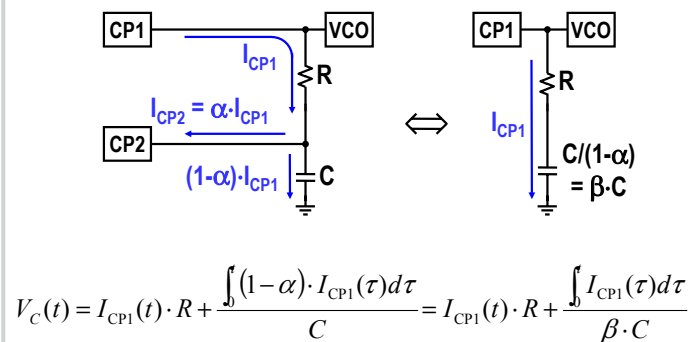 CP1 VCO CP1 VCO
I_CP1 R R
I_CP2 = α·I_CP1 ⇔ I_CP1
CP2
(1-α)·I_CP1 C C/(1-α)
= β·C
V_C(t) = I_CP1(t)·R + ∫_0^t (1-α)·I_CP1(τ)dτ / C = I_CP1(t)·R + ∫_0^t I_CP1(τ)dτ / β·C